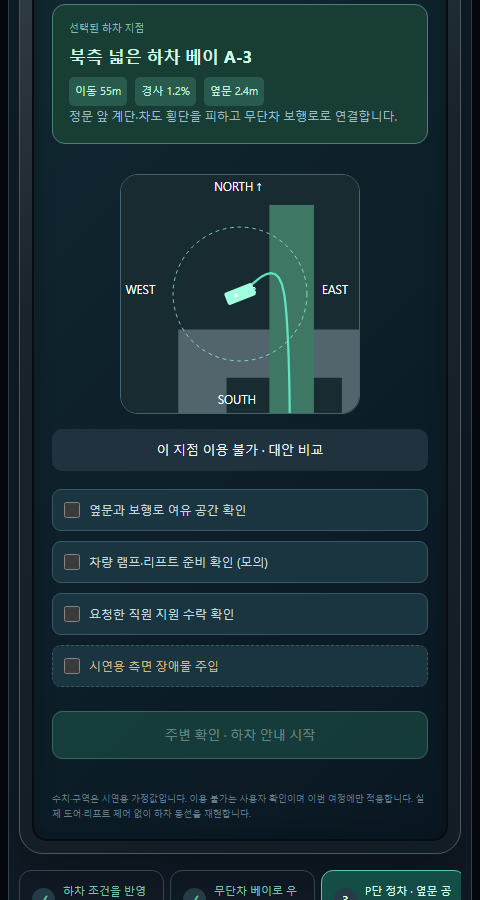 선택된 하차 지점
북측 넓은 하차 베이 A-3
이동 55m
경사 1.2%
옆문 2.4m
정문 앞 계단·차도 횡단을 피하고 무단차 보행로로 연결합니다.
NORTH ↑
WEST
EAST
SOUTH
이 지점 이용 불가 · 대안 비교
옆문과 보행로 여유 공간 확인
차량 램프·리프트 준비 확인 (모의)
요청한 직원 지원 수락 확인
시연용 측면 장애물 주입
주변 확인 · 하차 안내 시작
수치·구역은 시연용 가정값입니다. 이용 불가는 사용자 확인이며 이번 여정에만 적용합니다. 실
제 도어·리프트 제어 없이 하차 동선을 재현합니다.
하차 조건을 반영
무단차 베이로 우
P단 정차 · 옆문 공